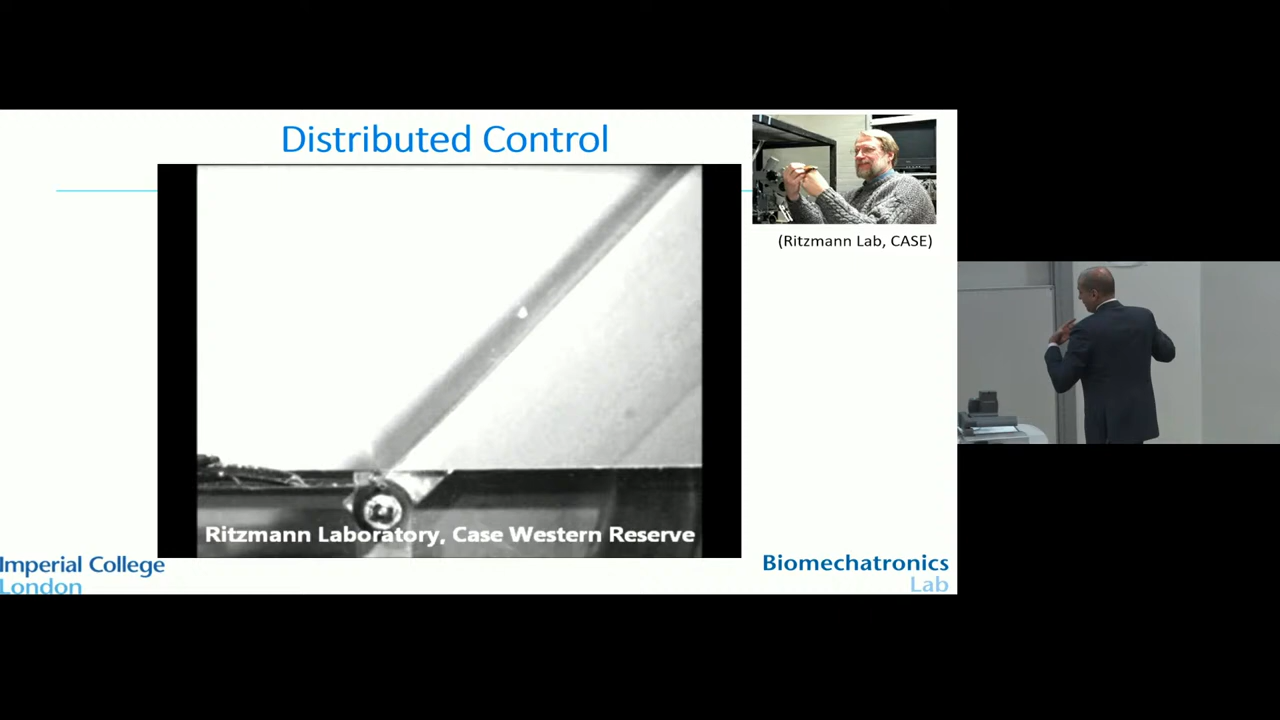 Distributed Control
(Ritzmann Lab, CASE)
Ritzmann Laboratory, Case Western Reserve
Imperial College
London
Biomechatronics
Lab